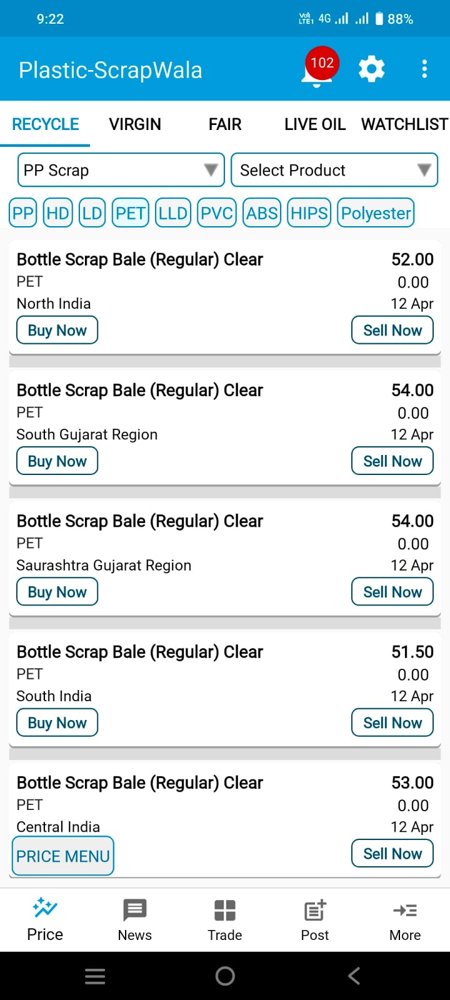 9:22 Vo) LTE1 4G 88%
Plastic-ScrapWala 102
RECYCLE VIRGIN FAIR LIVE OIL WATCHLIST
PP Scrap Select Product
PP HD LD PET LLD PVC ABS HIPS Polyester
Bottle Scrap Bale (Regular) Clear 52.00
PET 0.00
North India 12 Apr
Buy Now Sell Now
Bottle Scrap Bale (Regular) Clear 54.00
PET 0.00
South Gujarat Region 12 Apr
Buy Now Sell Now
Bottle Scrap Bale (Regular) Clear 54.00
PET 0.00
Saurashtra Gujarat Region 12 Apr
Buy Now Sell Now
Bottle Scrap Bale (Regular) Clear 51.50
PET 0.00
South India 12 Apr
Buy Now Sell Now
Bottle Scrap Bale (Regular) Clear 53.00
PET 0.00
Central India 12 Apr
PRICE MENU Sell Now
Price News Trade Post More